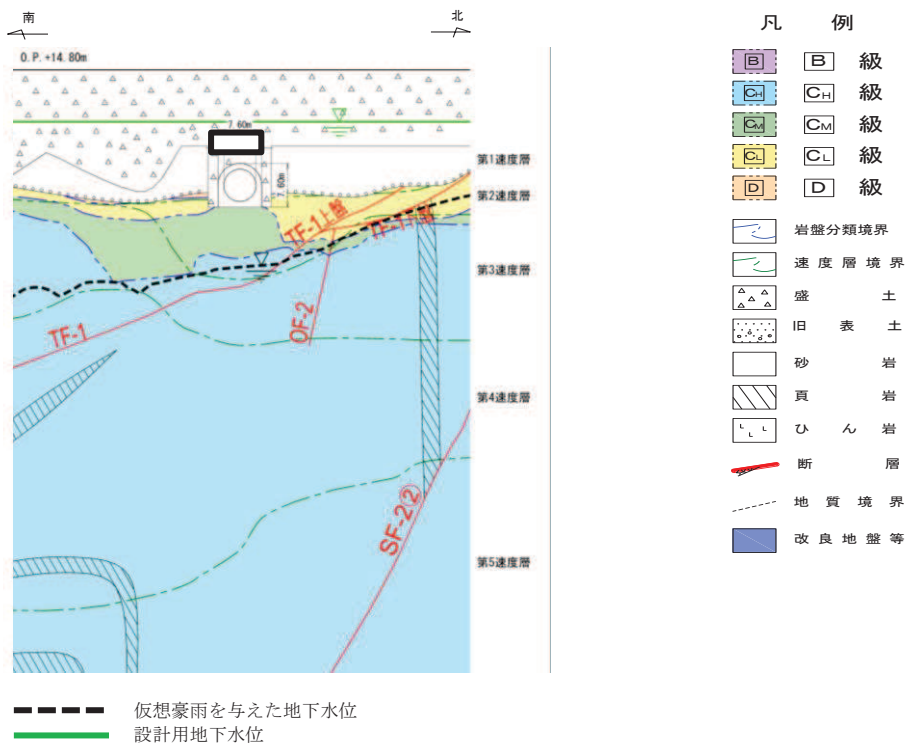 南
北
O.P.+14.80m
7.60m
7.60m
第1速度層
第2速度層
第3速度層
第4速度層
第5速度層
TF-1上盤
TF-1
OF-2
SF-2②
凡 例
B B 級
CH CH 級
CM CM 級
CL CL 級
D D 級
岩盤分類境界
速度層境界
盛土
旧表土
砂岩
頁岩
ひん岩
断層
地質境界
改良地盤等
仮想豪雨を与えた地下水位
設計用地下水位